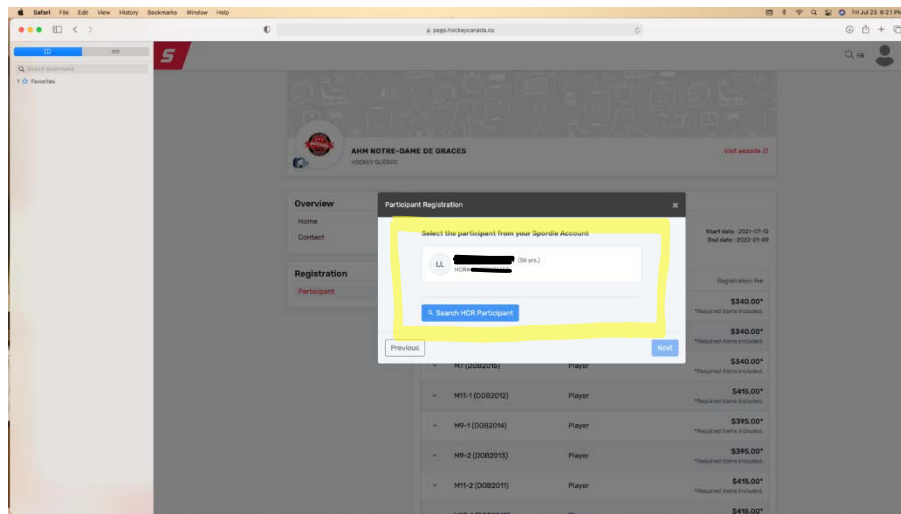 Safari File Edit View History Bookmarks Window Help
Fri Jul 23 6:21 PM
page.hockeycanada.ca
Search Bookmarks
Favorites
S
FR
AHM NOTRE-DAME DE GRACES
HOCKEY QUÉBEC
Visit website
Overview
Home
Contact
Registration
Participant
Participant Registration
Select the participant from your Spordle Account
LL
(56 yrs.)
HCR#
Search HCR Participant
Previous
Next
Start date : 2021-07-12
End date : 2022-01-09
Registration fee
$340.00*
*Required items included.
$340.00*
*Required items included.
M7 (DOB2015) Player $340.00*
*Required items included.
M11-1 (DOB2012) Player $415.00*
*Required items included.
M9-1 (DOB2014) Player $395.00*
*Required items included.
M9-2 (DOB2013) Player $395.00*
*Required items included.
M11-2 (DOB2011) Player $415.00*
*Required items included.
$415.00*